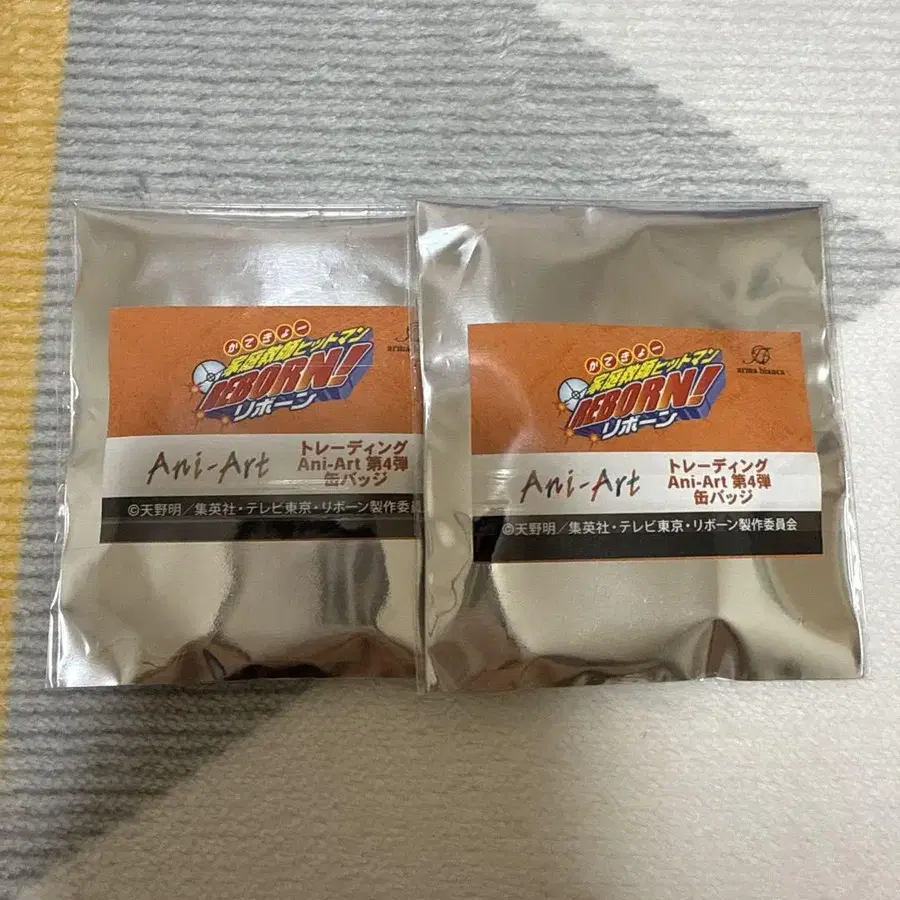 かてきょー
家庭教師ヒットマン
REBORN!
リボーン
arma bianca
Ani-Art
トレーディング
Ani-Art 第4弾
缶バッジ
©天野明/集英社・テレビ東京・リボーン製作委員
かてきょー
家庭教師ヒットマン
REBORN!
リボーン
arma bianca
Ani-Art
トレーディング
Ani-Art 第4弾
缶バッジ
©天野明/集英社・テレビ東京・リボーン製作委員会